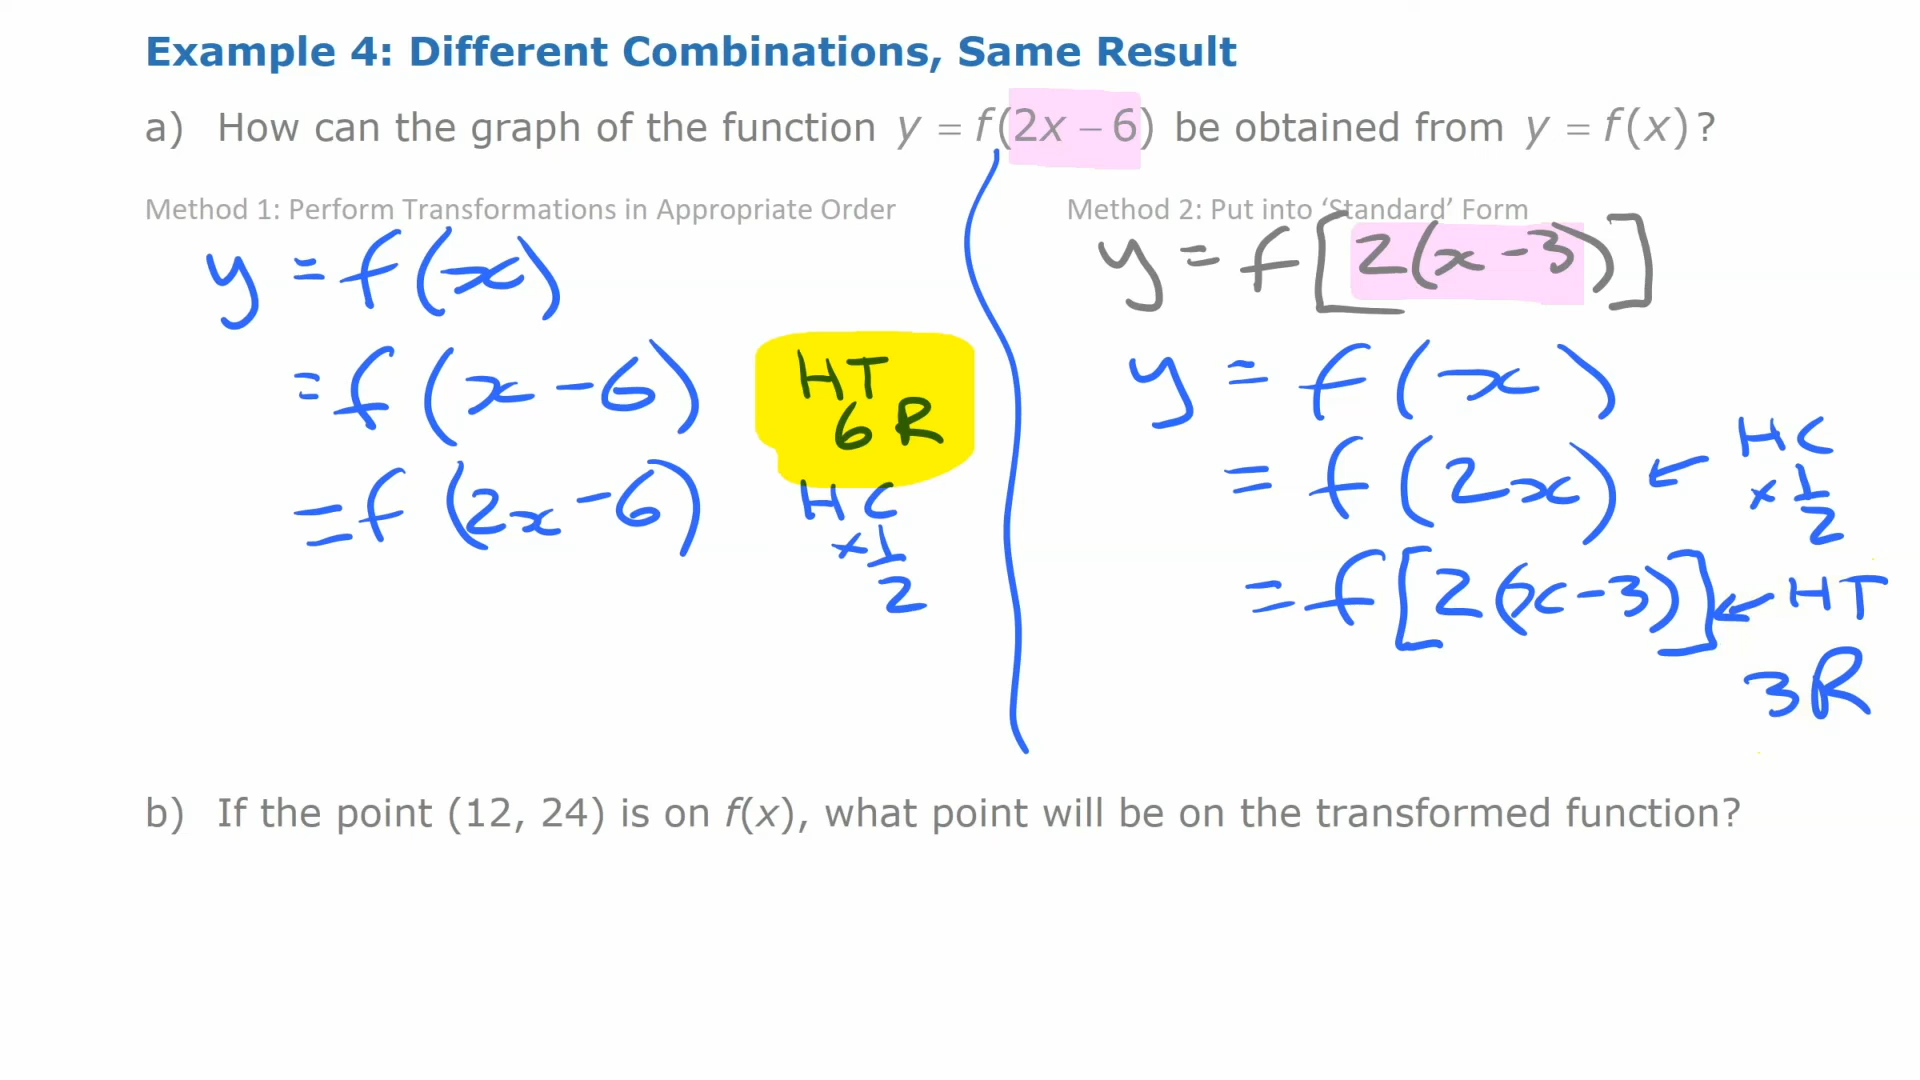 Example 4: Different Combinations, Same Result
a) How can the graph of the function y = f(2x − 6) be obtained from y = f(x)?
Method 1: Perform Transformations in Appropriate Order
y = f(x)
= f(x − 6)
HT
6 R
= f(2x − 6)
HC
× 1/2
Method 2: Put into ‘Standard’ Form
y = f[2(x − 3)]
y = f(x)
= f(2x) ← HC
× 1/2
= f[2(x − 3)] ← HT
3R
b) If the point (12, 24) is on f(x), what point will be on the transformed function?